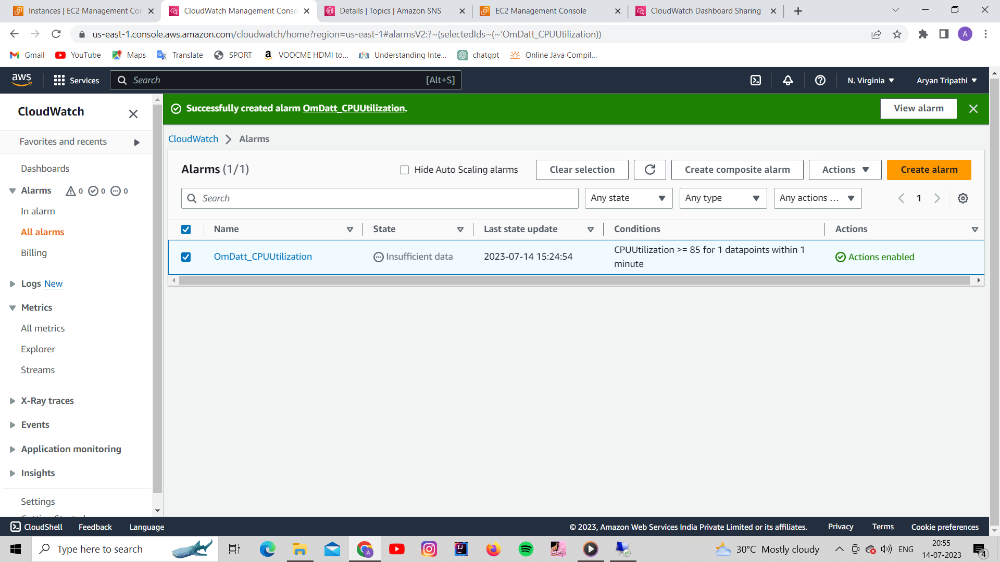 Instances | EC2 Management Con
CloudWatch Management Conso
Details | Topics | Amazon SNS
EC2 Management Console
CloudWatch Dashboard Sharing
us-east-1.console.aws.amazon.com/cloudwatch/home?region=us-east-1#alarmsV2:?~(selectedIds~(~'OmDatt_CPUUtilization))
A
Gmail YouTube Maps Translate SPORT VOOCME HDMI to... Understanding Inte... chatgpt Online Java Compil...
aws Services Search [Alt+S] N. Virginia Aryan Tripathi
CloudWatch
Favorites and recents
Dashboards
Alarms 0 0 0
In alarm
All alarms
Billing
Logs New
Metrics
All metrics
Explorer
Streams
X-Ray traces
Events
Application monitoring
Insights
Settings
Successfully created alarm OmDatt_CPUUtilization.
View alarm
CloudWatch Alarms
Alarms (1/1)
Hide Auto Scaling alarms
Clear selection
Create composite alarm
Actions
Create alarm
Search
Any state
Any type
Any actions ...
1
Name State Last state update Conditions Actions
OmDatt_CPUUtilization Insufficient data 2023-07-14 15:24:54 CPUUtilization >= 85 for 1 datapoints within 1
minute
Actions enabled
CloudShell Feedback Language © 2023, Amazon Web Services India Private Limited or its affiliates. Privacy Terms Cookie preferences
Type here to search
A
IJ
30°C Mostly cloudy
ENG
20:55
14-07-2023
4